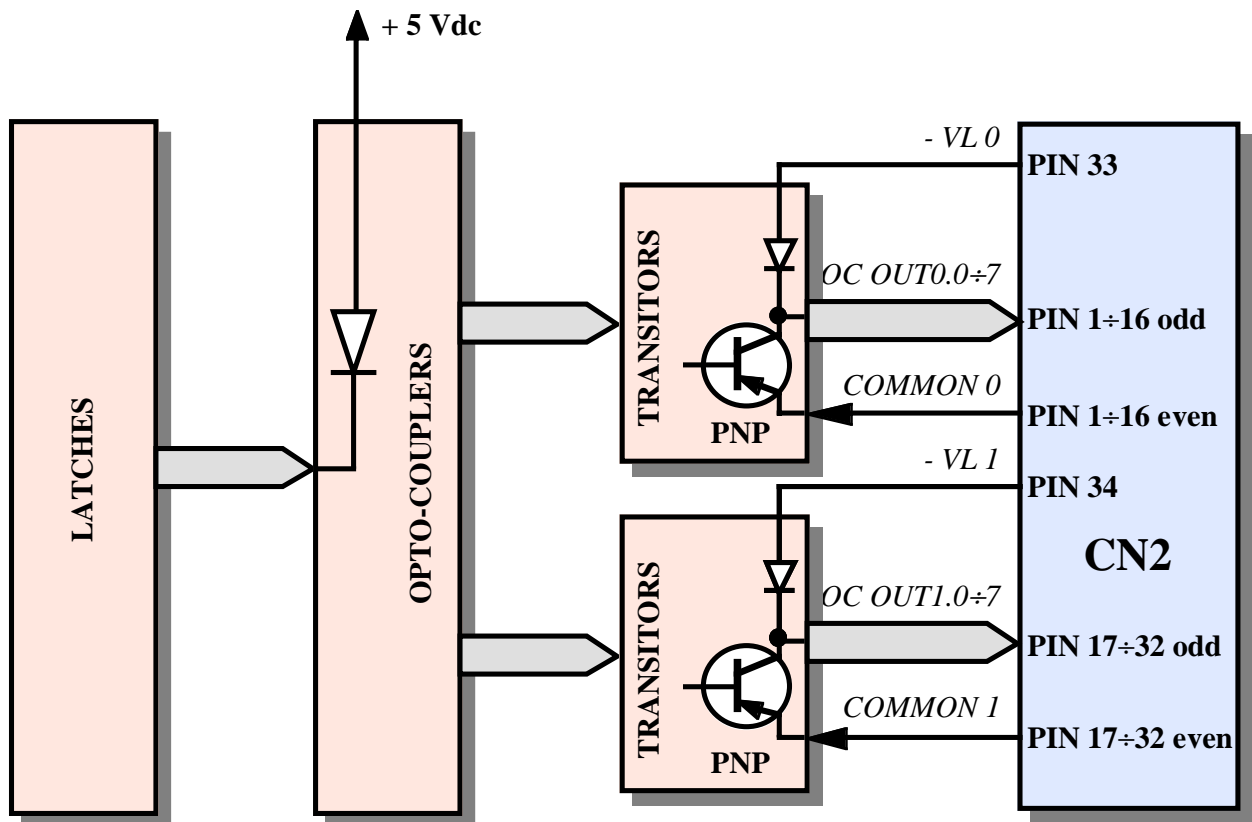 + 5 Vdc
LATCHES
OPTO-COUPLERS
TRANSITORS
PNP
- VL 0
OC OUT0.0÷7
COMMON 0
TRANSITORS
PNP
- VL 1
OC OUT1.0÷7
COMMON 1
PIN 33
PIN 1÷16 odd
PIN 1÷16 even
PIN 34
CN2
PIN 17÷32 odd
PIN 17÷32 even